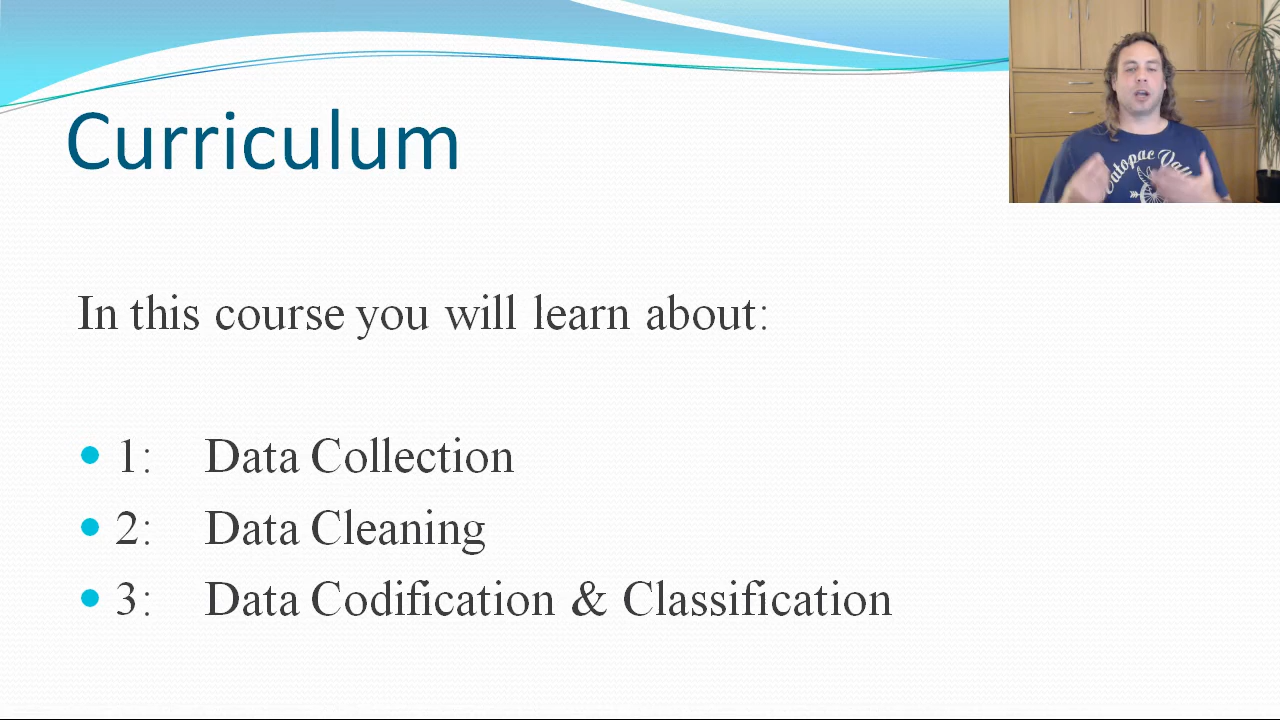 Curriculum
In this course you will learn about:
1: Data Collection
2: Data Cleaning
3: Data Codification & Classification